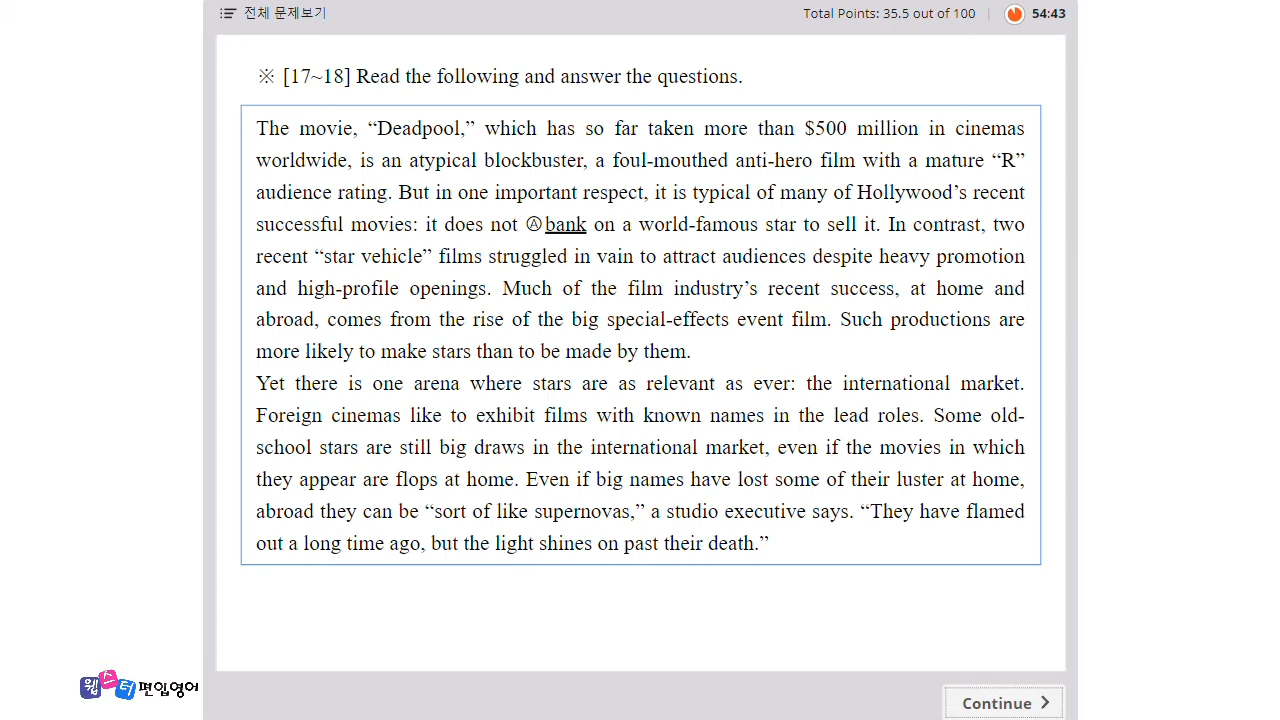 전체 문제보기
Total Points: 35.5 out of 100
54:43
※ [17~18] Read the following and answer the questions.
The movie, “Deadpool,” which has so far taken more than $500 million in cinemas
worldwide, is an atypical blockbuster, a foul-mouthed anti-hero film with a mature “R”
audience rating. But in one important respect, it is typical of many of Hollywood’s recent
successful movies: it does not Ⓐbank on a world-famous star to sell it. In contrast, two
recent “star vehicle” films struggled in vain to attract audiences despite heavy promotion
and high-profile openings. Much of the film industry’s recent success, at home and
abroad, comes from the rise of the big special-effects event film. Such productions are
more likely to make stars than to be made by them.
Yet there is one arena where stars are as relevant as ever: the international market.
Foreign cinemas like to exhibit films with known names in the lead roles. Some old-
school stars are still big draws in the international market, even if the movies in which
they appear are flops at home. Even if big names have lost some of their luster at home,
abroad they can be “sort of like supernovas,” a studio executive says. “They have flamed
out a long time ago, but the light shines on past their death.”
웹스터 편입영어
Continue